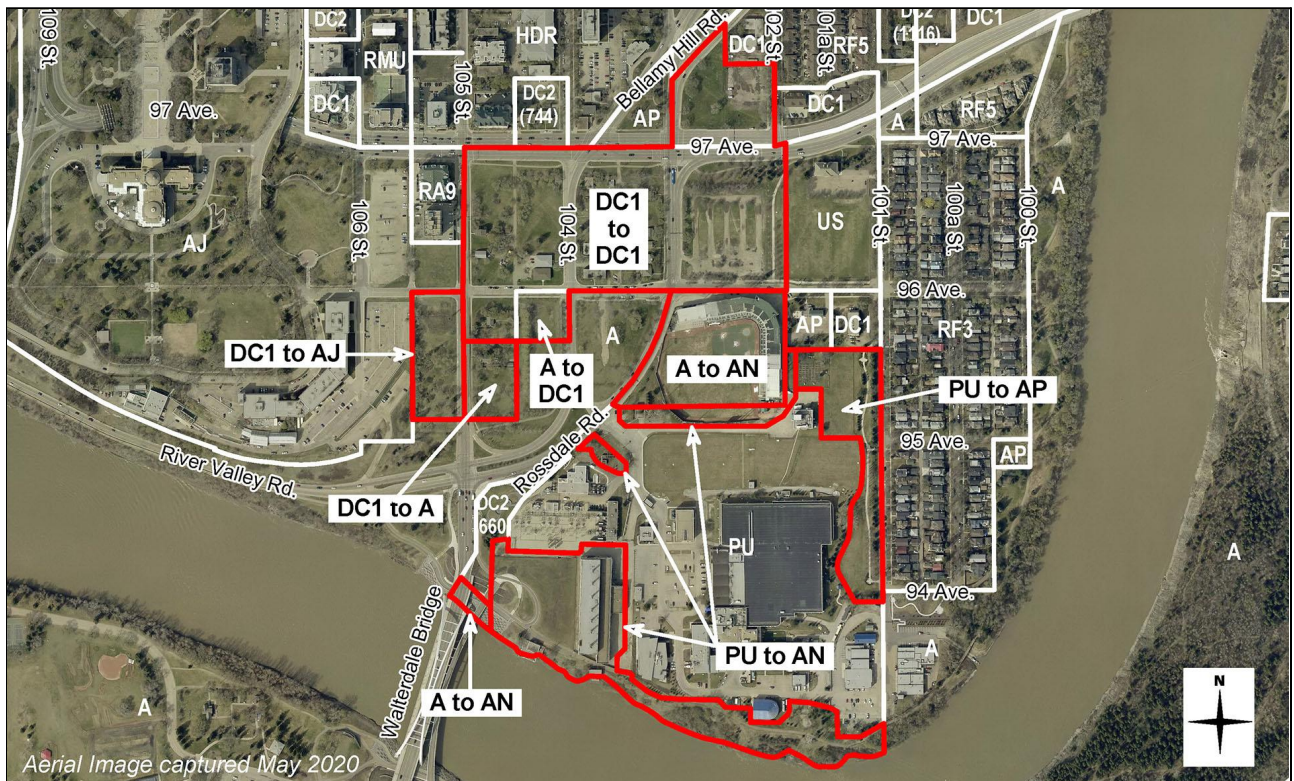 109 St.
DC2
RMU
DC1
HDR
105 St.
DC2
(744)
Bellamy Hill Rd.
AP
DC1
102 St.
101a St.
RF5
DC2
(1116)
DC1
DC1
A
RF5
97 Ave.
97 Ave.
97 Ave.
AJ
106 St.
RA9
104 St.
DC1
to
DC1
US
101 St.
100a St.
100 St.
A
96 Ave.
RF3
DC1 to AJ
A to
DC1
A
A to AN
AP
DC1
PU to AP
95 Ave.
AP
River Valley Rd.
DC1 to A
Rossdale Rd.
DC2
660
PU
94 Ave.
A
A
Walterdale Bridge
A to AN
PU to AN
A
N
Aerial Image captured May 2020